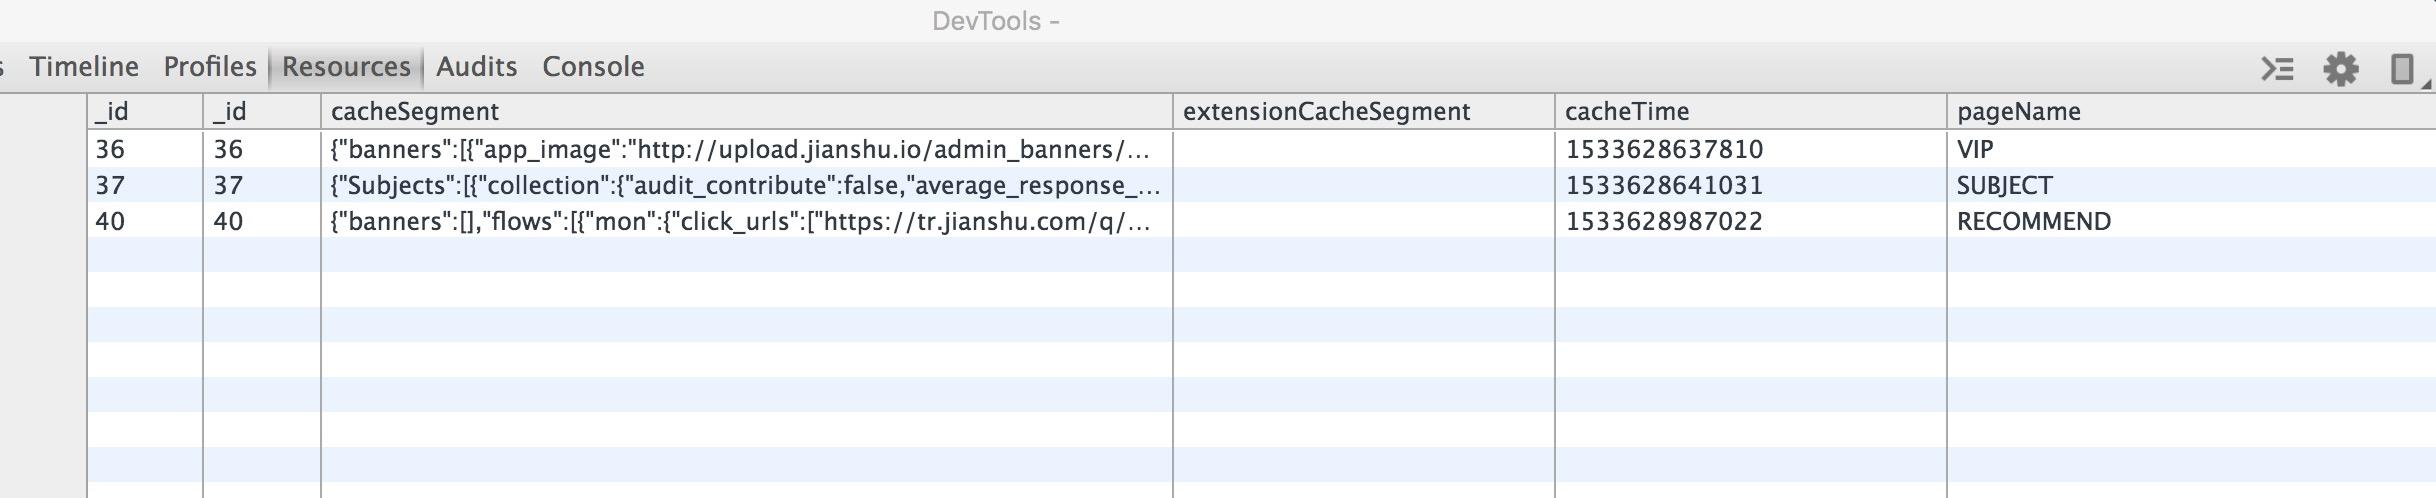 DevTools -
s Timeline Profiles Resources Audits Console
_id _id cacheSegment extensionCacheSegment cacheTime pageName
36 36 {"banners":[{"app_image":"http://upload.jianshu.io/admin_banners/... 1533628637810 VIP
37 37 {"Subjects":[{"collection":{"audit_contribute":false,"average_response_... 1533628641031 SUBJECT
40 40 {"banners":[],"flows":[{"mon":{"click_urls":["https://tr.jianshu.com/q/... 1533628987022 RECOMMEND